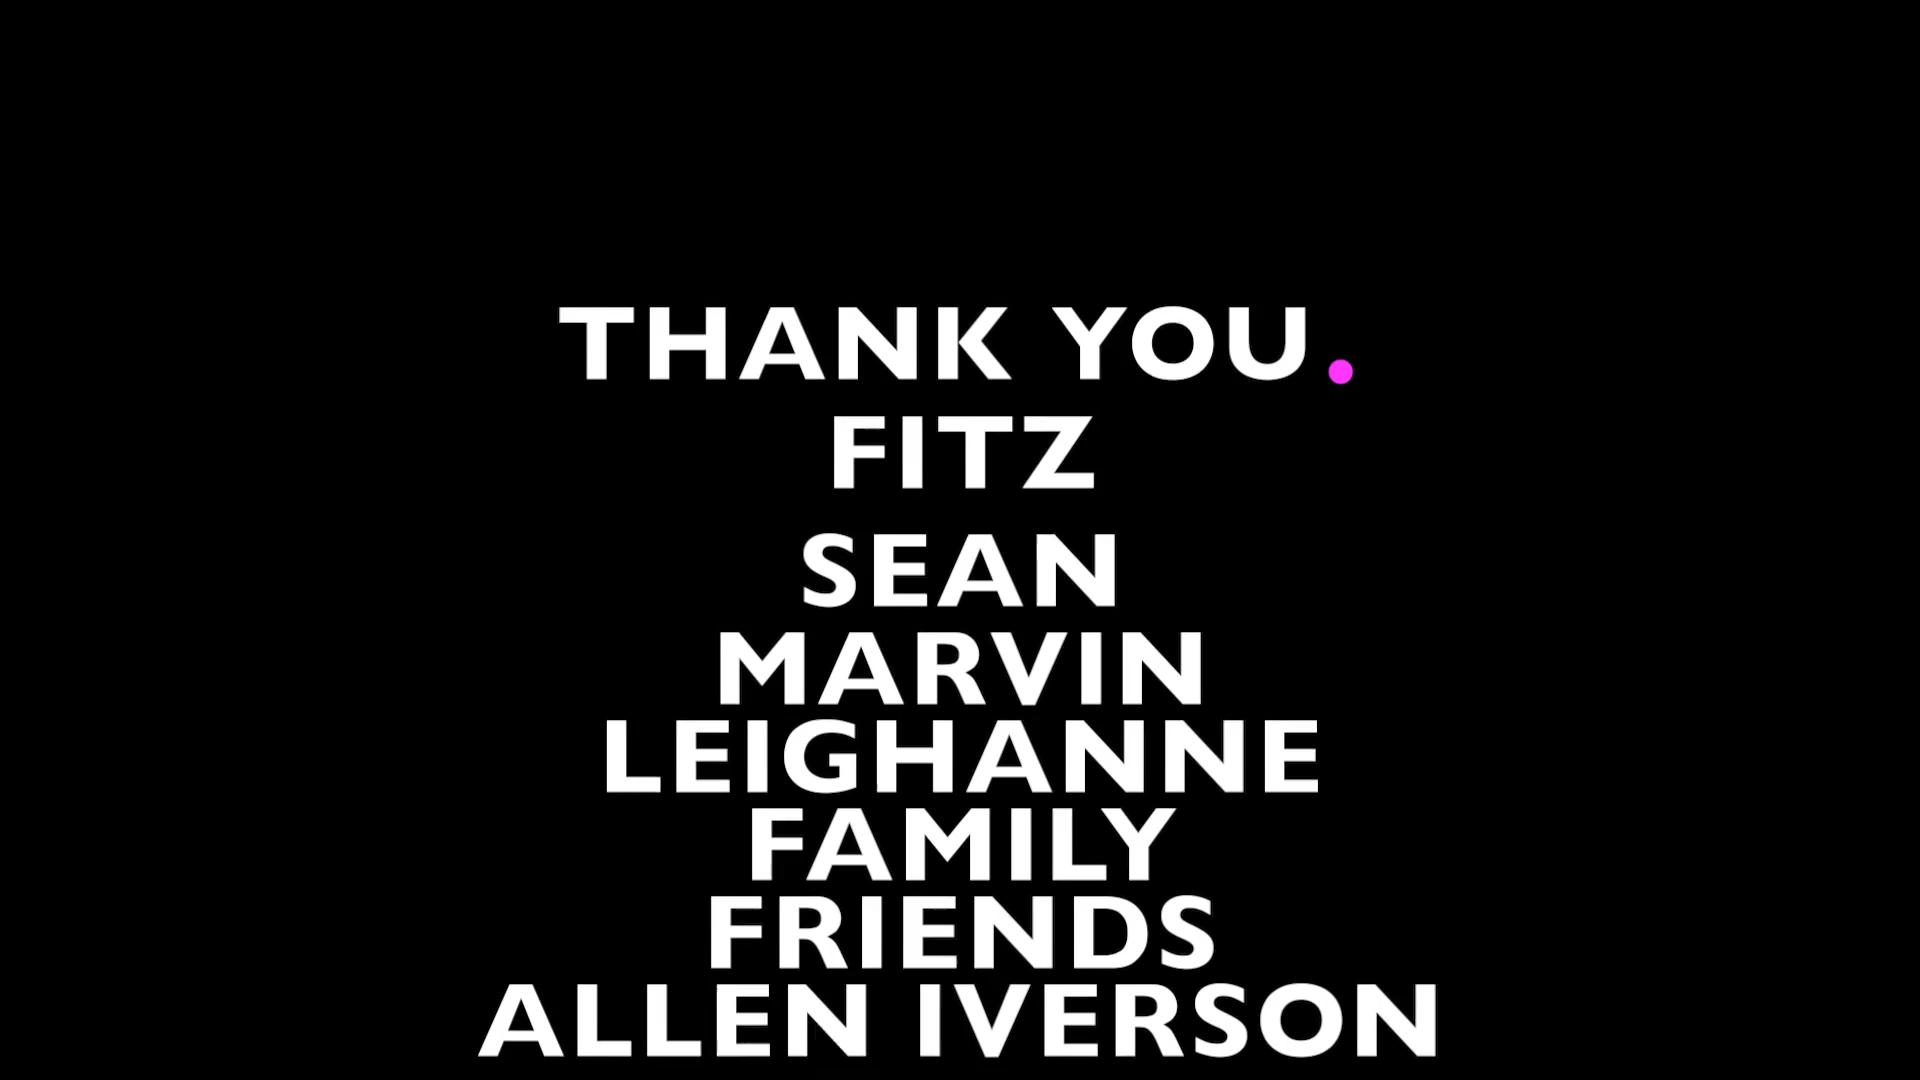 THANK YOU.
FITZ
SEAN
MARVIN
LEIGHANNE
FAMILY
FRIENDS
ALLEN IVERSON